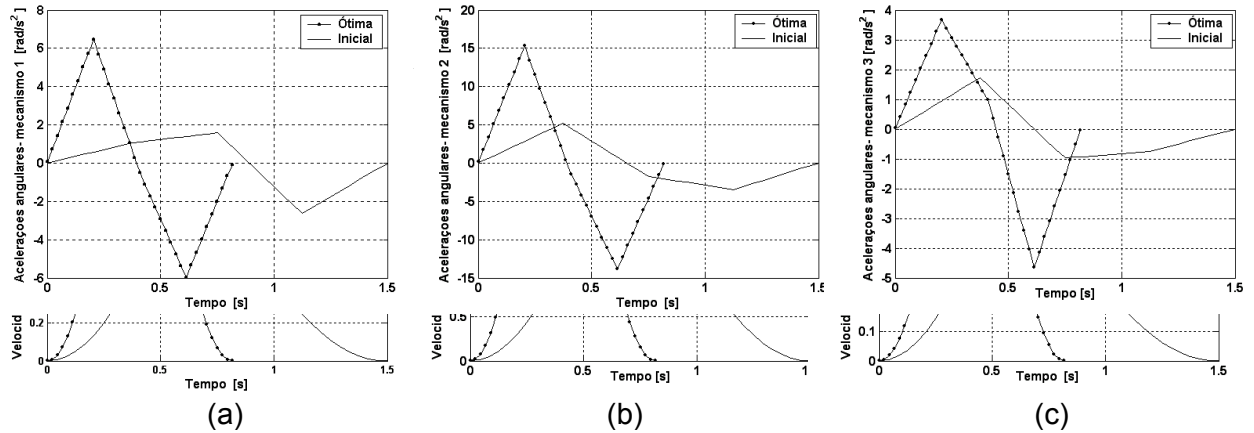 Acelerações angulares- mecanismo 1 [rad/s²]
8
6
4
2
0
-2
-4
-6
0 0.5 1 1.5
Tempo [s]
Ótima
Inicial
Acelerações angulares- mecanismo 2 [rad/s²]
20
15
10
5
0
-5
-10
-15
0 0.5 1 1.5
Tempo [s]
Ótima
Inicial
Acelerações angulares- mecanismo 3 [rad/s²]
4
3
2
1
0
-1
-2
-3
-4
-5
0 0.5 1 1.5
Tempo [s]
Ótima
Inicial
Velocid
0.2
0
0 0.5 1 1.5
Tempo [s]
Velocid
0.5
0
0 0.5 1 1
Tempo [s]
Velocid
0.1
0
0 0.5 1 1.5
Tempo [s]
(a) (b) (c)